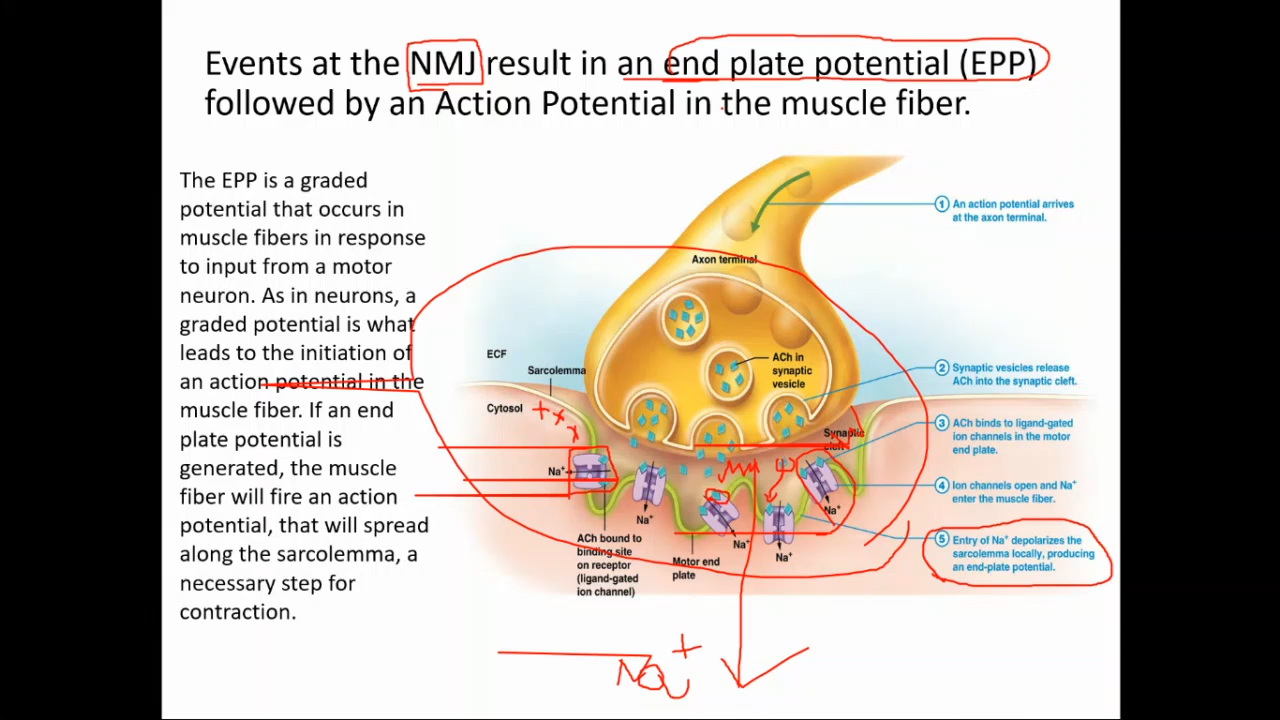 Events at the NMJ result in an end plate potential (EPP)
followed by an Action Potential in the muscle fiber.
The EPP is a graded
potential that occurs in
muscle fibers in response
to input from a motor
neuron. As in neurons, a
graded potential is what
leads to the initiation of
an action potential in the
muscle fiber. If an end
plate potential is
generated, the muscle
fiber will fire an action
potential, that will spread
along the sarcolemma, a
necessary step for
contraction.
1 An action potential arrives
at the axon terminal.
Axon terminal
ECF
Sarcolemma
Cytosol
ACh in
synaptic
vesicle
2 Synaptic vesicles release
ACh into the synaptic cleft.
Synaptic
cleft
3 ACh binds to ligand-gated
ion channels in the motor
end plate.
4 Ion channels open and Na+
enter the muscle fiber.
5 Entry of Na+ depolarizes the
sarcolemma locally, producing
an end-plate potential.
Na+
Na+
Na+
Na+
Na+
ACh bound to
binding site
on receptor
(ligand-gated
ion channel)
Motor end
plate
+ + +
Na+